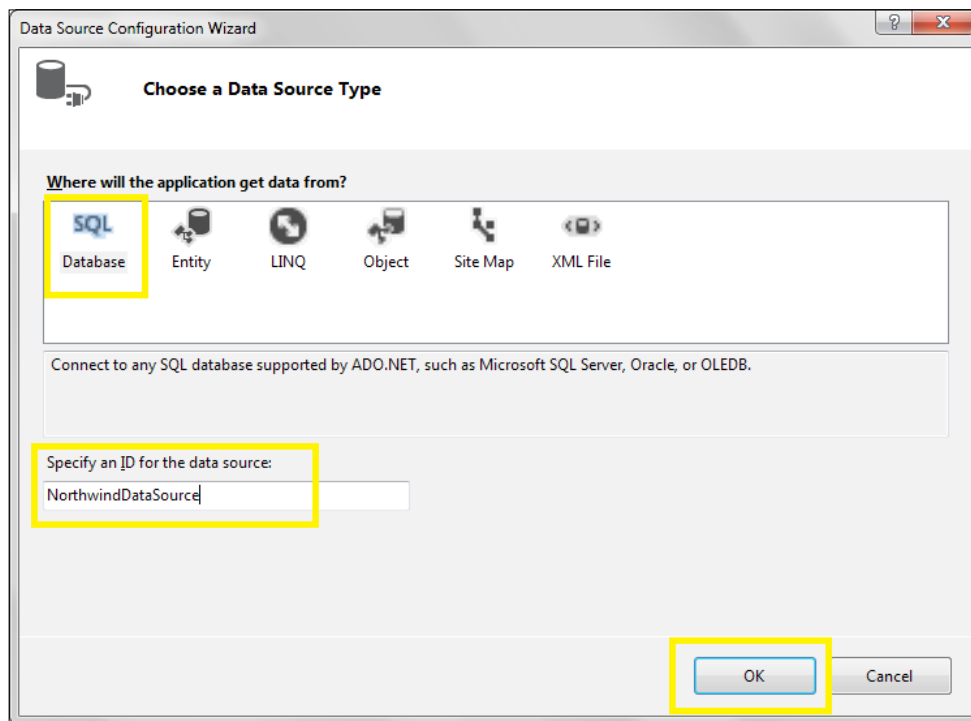 Data Source Configuration Wizard
?
X
Choose a Data Source Type
Where will the application get data from?
SQL
Database Entity LINQ Object Site Map XML File
Connect to any SQL database supported by ADO.NET, such as Microsoft SQL Server, Oracle, or OLEDB.
Specify an ID for the data source:
NorthwindDataSource
OK Cancel